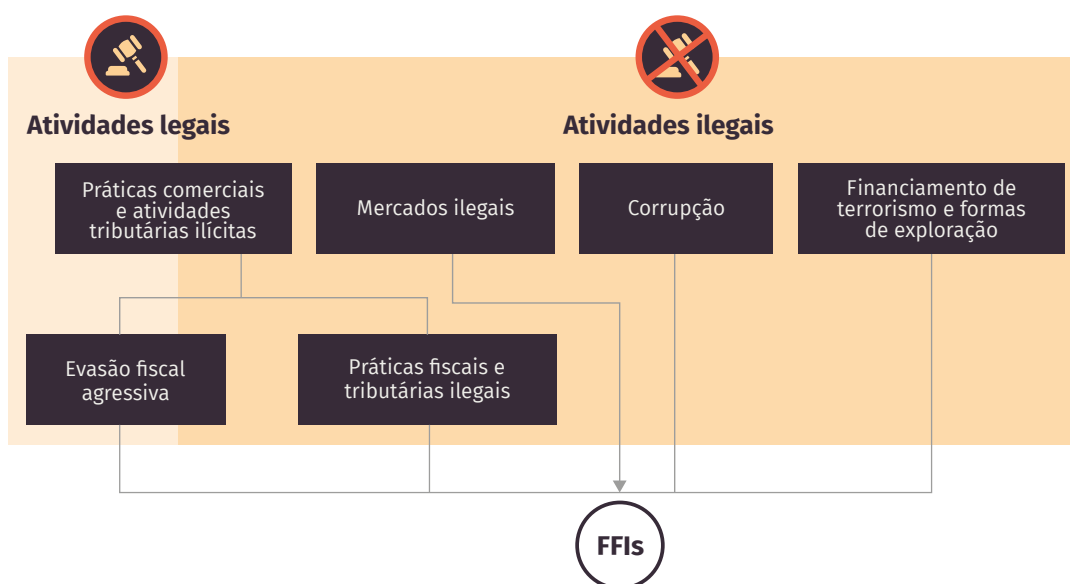 Atividades legais
Atividades ilegais
Práticas comerciais
e atividades
tributárias ilícitas
Mercados ilegais
Corrupção
Financiamento de
terrorismo e formas
de exploração
Evasão fiscal
agressiva
Práticas fiscais e
tributárias ilegais
FFIs